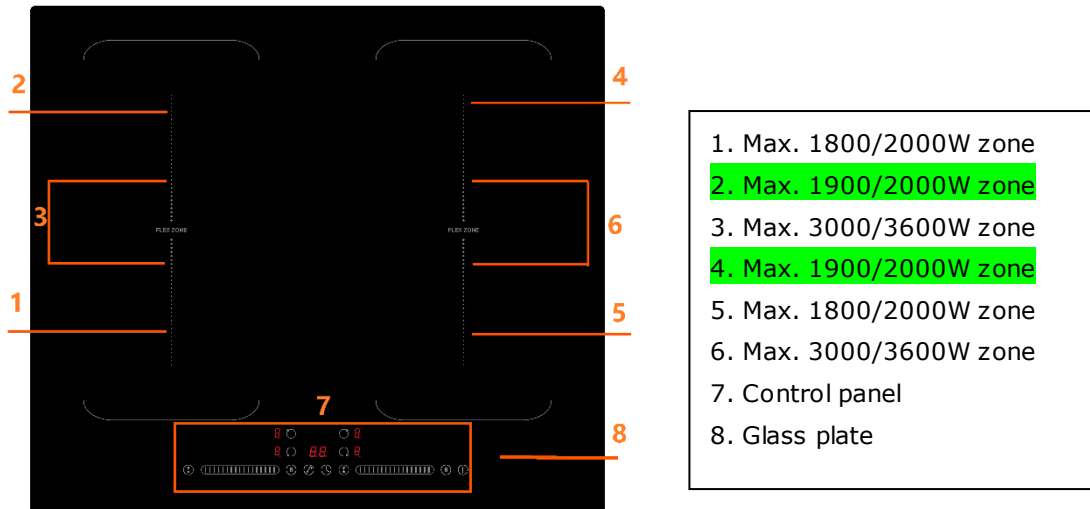 2
4
3
6
FLEX ZONE
FLEX ZONE
1
5
7
8
1. Max. 1800/2000W zone
2. Max. 1900/2000W zone
3. Max. 3000/3600W zone
4. Max. 1900/2000W zone
5. Max. 1800/2000W zone
6. Max. 3000/3600W zone
7. Control panel
8. Glass plate